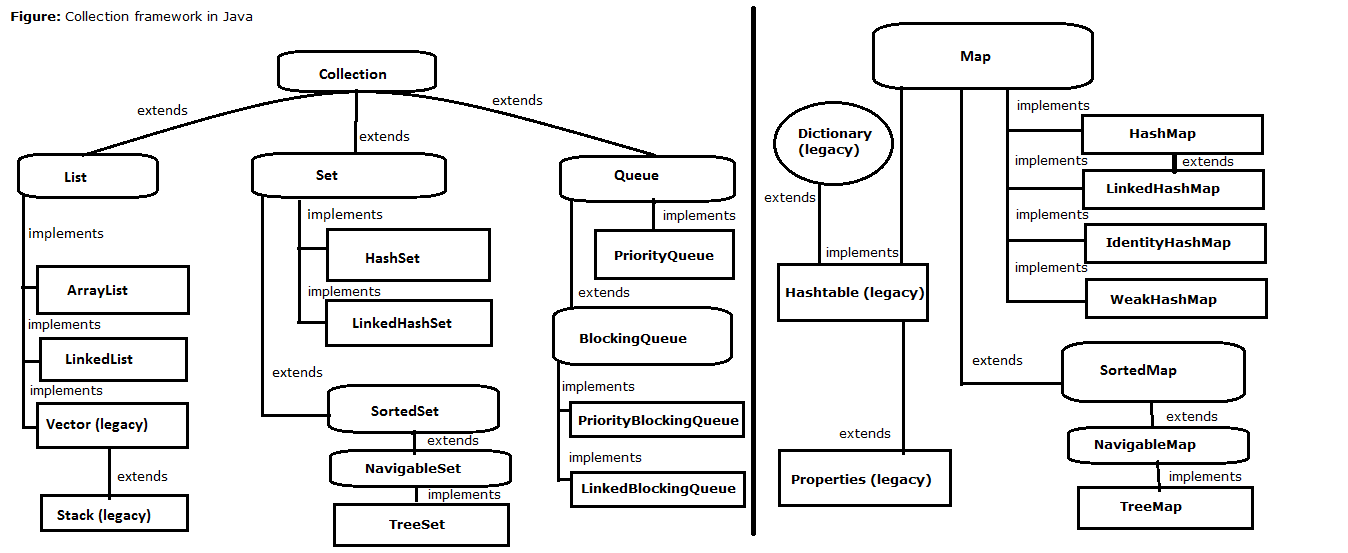 Figure: Collection framework in Java
Collection
extends
extends
extends
List
Set
Queue
implements
ArrayList
implements
LinkedList
implements
Vector (legacy)
extends
Stack (legacy)
implements
HashSet
implements
LinkedHashSet
extends
SortedSet
extends
NavigableSet
implements
TreeSet
implements
PriorityQueue
extends
BlockingQueue
implements
PriorityBlockingQueue
implements
LinkedBlockingQueue
Map
Dictionary
(legacy)
extends
implements
Hashtable (legacy)
extends
Properties (legacy)
implements
HashMap
implements
extends
LinkedHashMap
implements
IdentityHashMap
implements
WeakHashMap
extends
SortedMap
extends
NavigableMap
implements
TreeMap